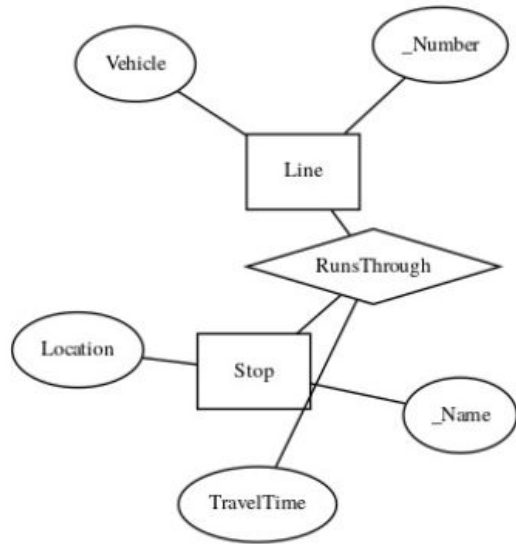 _Number
Vehicle
Line
RunsThrough
Location
Stop
_Name
TravelTime